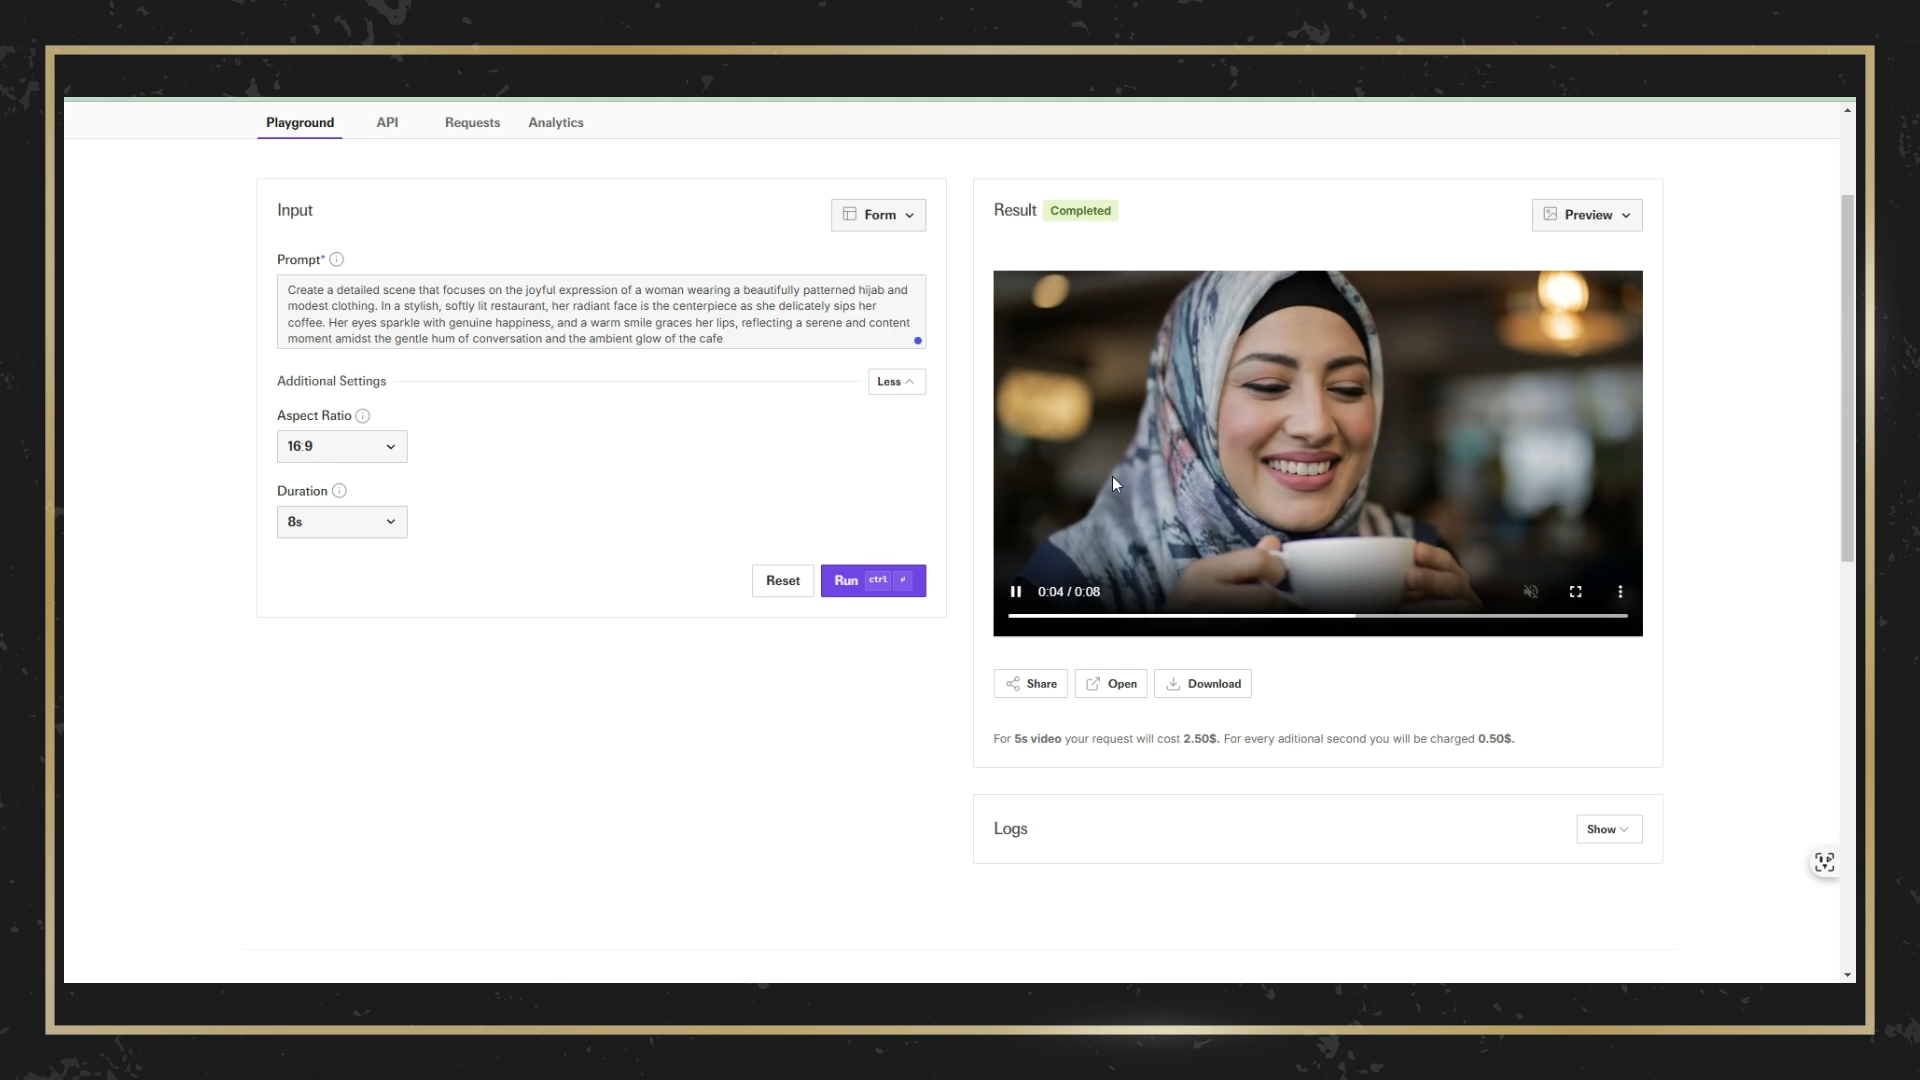 Playground API Requests Analytics
Input
Form
Prompt*
Create a detailed scene that focuses on the joyful expression of a woman wearing a beautifully patterned hijab and
modest clothing. In a stylish, softly lit restaurant, her radiant face is the centerpiece as she delicately sips her
coffee. Her eyes sparkle with genuine happiness, and a warm smile graces her lips, reflecting a serene and content
moment amidst the gentle hum of conversation and the ambient glow of the cafe
Additional Settings
Less
Aspect Ratio
16:9
Duration
8s
Reset
Run ctrl
Result Completed
Preview
0:04 / 0:08
Share Open Download
For 5s video your request will cost 2.50$. For every aditional second you will be charged 0.50$.
Logs
Show